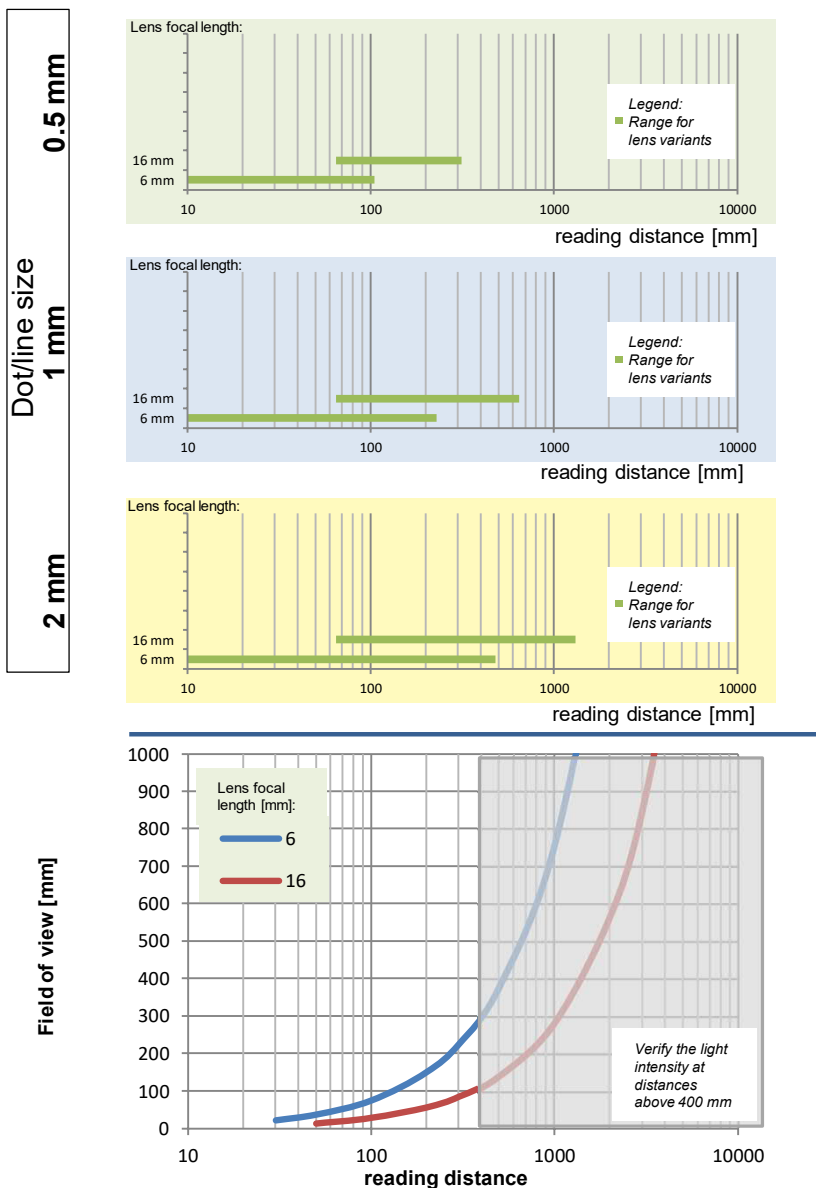 Dot/line size
0.5 mm
1 mm
2 mm
Lens focal length:
16 mm
6 mm
10
100
1000
10000
reading distance [mm]
Legend:
Range for
lens variants
Lens focal length:
16 mm
6 mm
10
100
1000
10000
reading distance [mm]
Legend:
Range for
lens variants
Lens focal length:
16 mm
6 mm
10
100
1000
10000
reading distance [mm]
Legend:
Range for
lens variants
Field of view [mm]
1000
900
800
700
600
500
400
300
200
100
0
Lens focal
length [mm]:
6
16
Verify the light
intensity at
distances
above 400 mm
10
100
1000
10000
reading distance